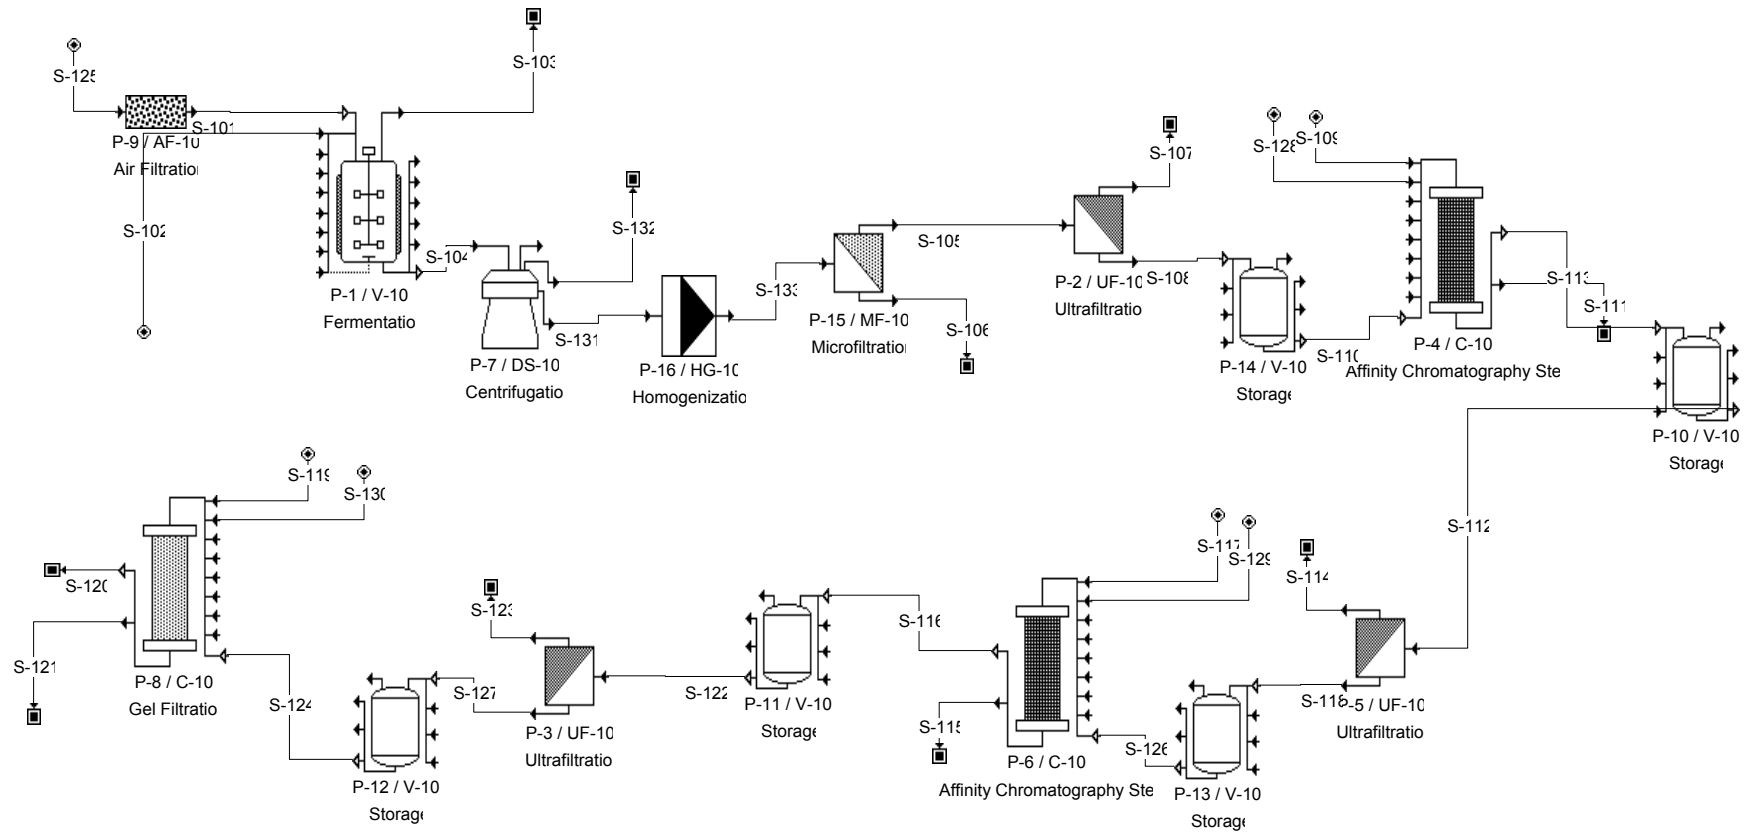 S-125
S-103
S-101
P-9 / AF-10
Air Filtratio
S-102
P-1 / V-10
Fermentatio
S-104
S-132
P-7 / DS-10
Centrifugatio
S-131
P-16 / HG-10
Homogenizatio
S-133
P-15 / MF-10
Microfiltratio
S-105
S-106
S-107
P-2 / UF-10
Ultrafiltratio
S-108
P-14 / V-10
Storage
S-110
S-128
S-109
P-4 / C-10
Affinity Chromatography Ste
S-113
S-111
P-10 / V-10
Storage
S-112
S-119
S-130
S-120
S-121
P-8 / C-10
Gel Filtratio
S-124
P-12 / V-10
Storage
S-127
S-123
P-3 / UF-10
Ultrafiltratio
S-122
P-11 / V-10
Storage
S-116
S-115
P-6 / C-10
Affinity Chromatography Ste
S-117
S-129
S-126
P-13 / V-10
Storage
S-118
S-114
P-5 / UF-10
Ultrafiltratio